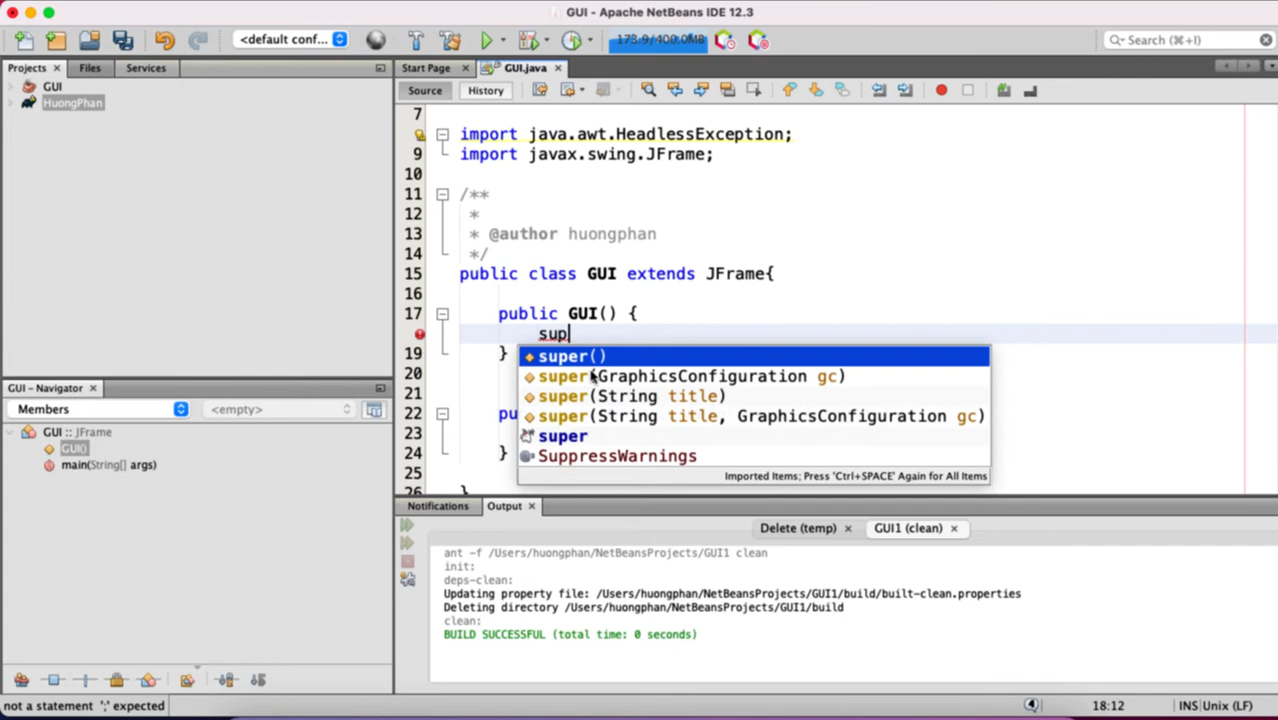 GUI - Apache NetBeans IDE 12.3
<default conf...
173.9/400.0MB
Search (⌘+I)
Projects
Files
Services
Start Page
GUI.java
GUI
HuongPhan
Source
History
7
import java.awt.HeadlessException;
9 import javax.swing.JFrame;
10
11 /**
12 *
13 * @author huongphan
14 */
15 public class GUI extends JFrame{
16
17 public GUI() {
sup
19 }
20
21
22 pu
23
24 }
25
26 }
super()
super(GraphicsConfiguration gc)
super(String title)
super(String title, GraphicsConfiguration gc)
super
SuppressWarnings
Imported Items; Press 'Ctrl+SPACE' Again for All Items
GUI - Navigator
Members
<empty>
GUI :: JFrame
GUI()
main(String[] args)
Notifications
Output
Delete (temp)
GUI1 (clean)
ant -f /Users/huongphan/NetBeansProjects/GUI1 clean
init:
deps-clean:
Updating property file: /Users/huongphan/NetBeansProjects/GUI1/build/built-clean.properties
Deleting directory /Users/huongphan/NetBeansProjects/GUI1/build
clean:
BUILD SUCCESSFUL (total time: 0 seconds)
not a statement ';' expected
18:12
INS
Unix (LF)